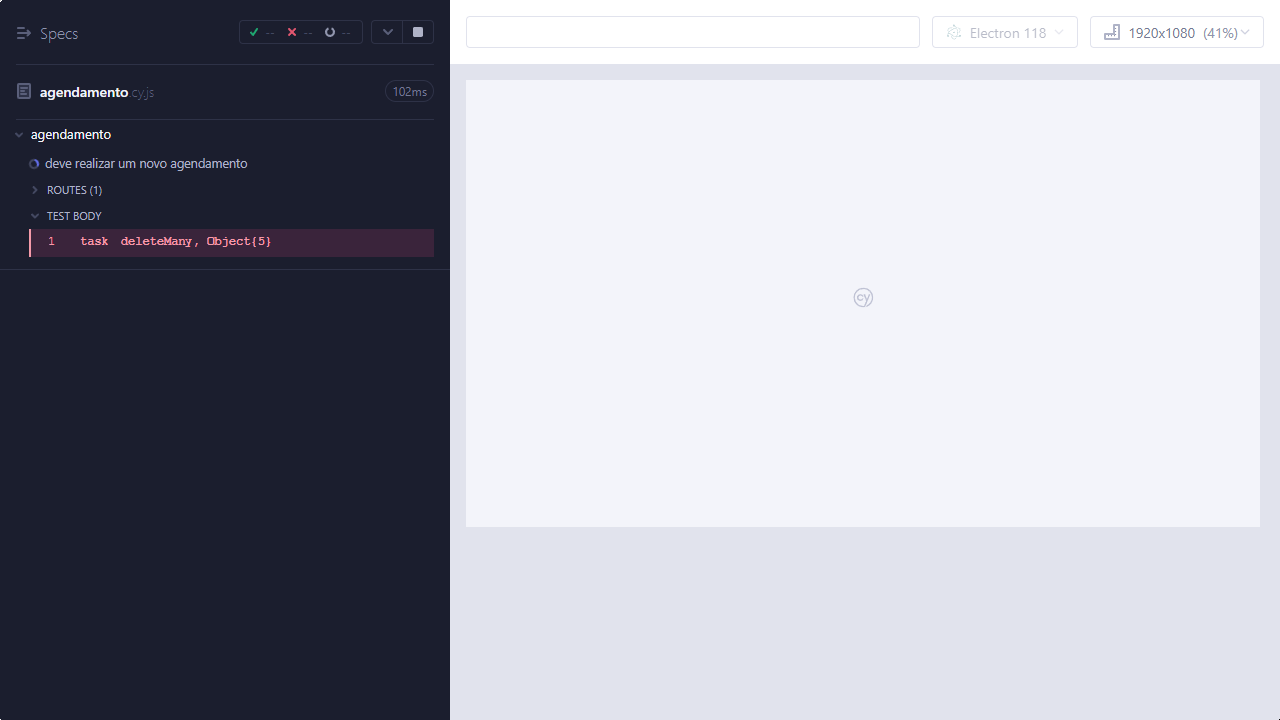 Specs
-- -- --
agendamento.cy.js
102ms
agendamento
deve realizar um novo agendamento
ROUTES (1)
TEST BODY
1 task deleteMany, Object{5}
Electron 118
1920x1080 (41%)
cy